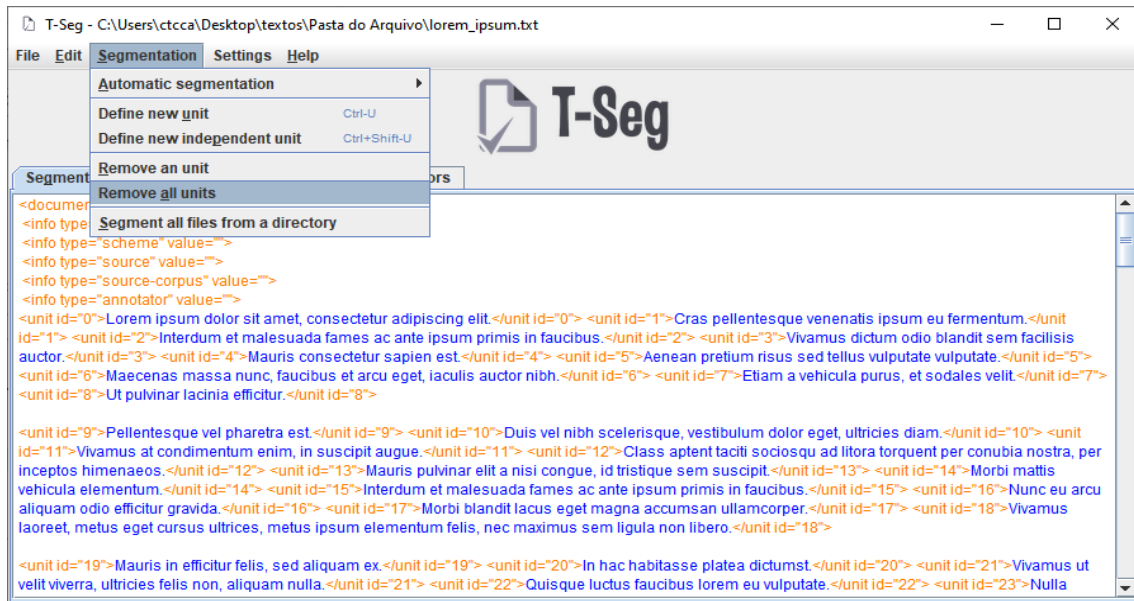 T-Seg - C:\Users\ctcca\Desktop\textos\Pasta do Arquivo\lorem_ipsum.txt
File Edit Segmentation Settings Help
Automatic segmentation
Define new unit Ctrl-U
Define new independent unit Ctrl+Shift-U
Remove an unit
Remove all units
Segment all files from a directory
T-Seg
Segment ors
<documen
<info type
<info type="scheme" value="">
<info type="source" value="">
<info type="source-corpus" value="">
<info type="annotator" value="">
<unit id="0">Lorem ipsum dolor sit amet, consectetur adipiscing elit.</unit id="0"> <unit id="1">Cras pellentesque venenatis ipsum eu fermentum.</unit
id="1"> <unit id="2">Interdum et malesuada fames ac ante ipsum primis in faucibus.</unit id="2"> <unit id="3">Vivamus dictum odio blandit sem facilisis
auctor.</unit id="3"> <unit id="4">Mauris consectetur sapien est.</unit id="4"> <unit id="5">Aenean pretium risus sed tellus vulputate vulputate.</unit id="5">
<unit id="6">Maecenas massa nunc, faucibus et arcu eget, iaculis auctor nibh.</unit id="6"> <unit id="7">Etiam a vehicula purus, et sodales velit.</unit id="7">
<unit id="8">Ut pulvinar lacinia efficitur.</unit id="8">
<unit id="9">Pellentesque vel pharetra est.</unit id="9"> <unit id="10">Duis vel nibh scelerisque, vestibulum dolor eget, ultricies diam.</unit id="10"> <unit
id="11">Vivamus at condimentum enim, in suscipit augue.</unit id="11"> <unit id="12">Class aptent taciti sociosqu ad litora torquent per conubia nostra, per
inceptos himenaeos.</unit id="12"> <unit id="13">Mauris pulvinar elit a nisi congue, id tristique sem suscipit.</unit id="13"> <unit id="14">Morbi mattis
vehicula elementum.</unit id="14"> <unit id="15">Interdum et malesuada fames ac ante ipsum primis in faucibus.</unit id="15"> <unit id="16">Nunc eu arcu
aliquam odio efficitur gravida.</unit id="16"> <unit id="17">Morbi blandit lacus eget magna accumsan ullamcorper.</unit id="17"> <unit id="18">Vivamus
laoreet, metus eget cursus ultrices, metus ipsum elementum felis, nec maximus sem ligula non libero.</unit id="18">
<unit id="19">Mauris in efficitur felis, sed aliquam ex.</unit id="19"> <unit id="20">In hac habitasse platea dictumst.</unit id="20"> <unit id="21">Vivamus ut
velit viverra, ultricies felis non, aliquam nulla.</unit id="21"> <unit id="22">Quisque luctus faucibus lorem eu vulputate.</unit id="22"> <unit id="23">Nulla